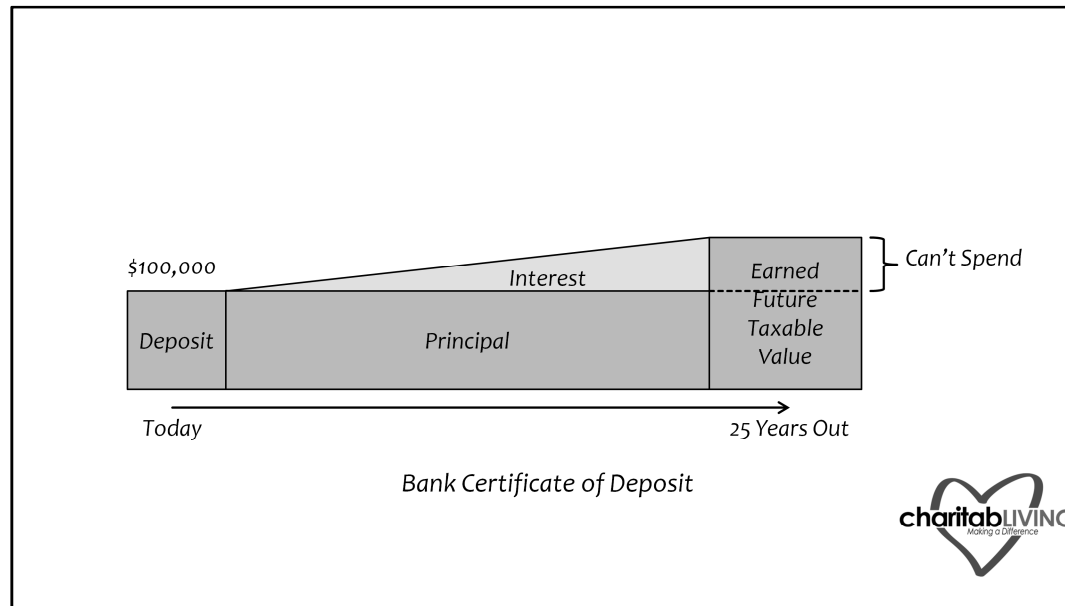 $100,000
Can't Spend
Interest
Earned
Future
Taxable
Value
Deposit
Principal
Today
25 Years Out
Bank Certificate of Deposit
charitabLIVING
Making a Difference